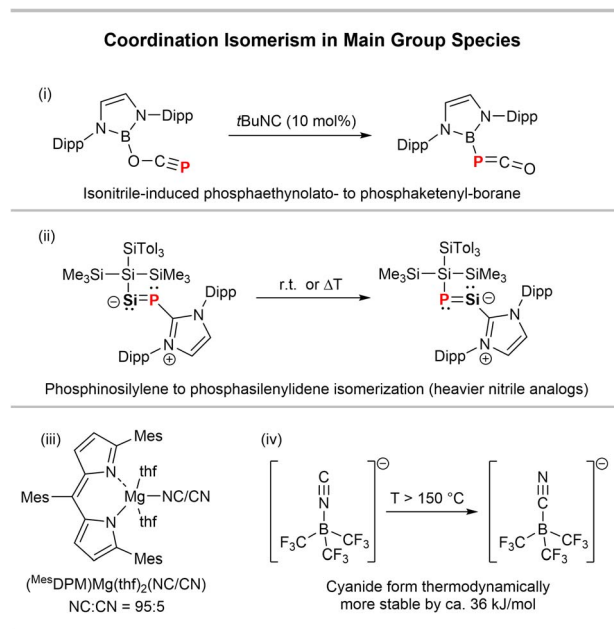 Coordination Isomerism in Main Group Species
(i)
N–Dipp
N
B
Dipp
O–C≡P
tBuNC (10 mol%)
N–Dipp
N
B
Dipp
P=C=O
Isonitrile-induced phosphaethynolato- to phosphaketenyl-borane
(ii)
SiTol3
Me3Si–Si–SiMe3
⊖ Si=P
Dipp
N
Dipp
N
⊕
r.t. or ΔT
SiTol3
Me3Si–Si–SiMe3
P=Si ⊖
Dipp
N
Dipp
N
⊕
Phosphinosilylene to phosphasilenylidene isomerization (heavier nitrile analogs)
(iii)
Mes
N
thf
Mes
Mg–NC/CN
N
thf
Mes
(MesDPM)Mg(thf)2(NC/CN)
NC:CN = 95:5
(iv)
C
≡
N
B
F3C
CF3
CF3
⊖
T > 150 °C
N
≡
C
B
F3C
CF3
CF3
⊖
Cyanide form thermodynamically
more stable by ca. 36 kJ/mol